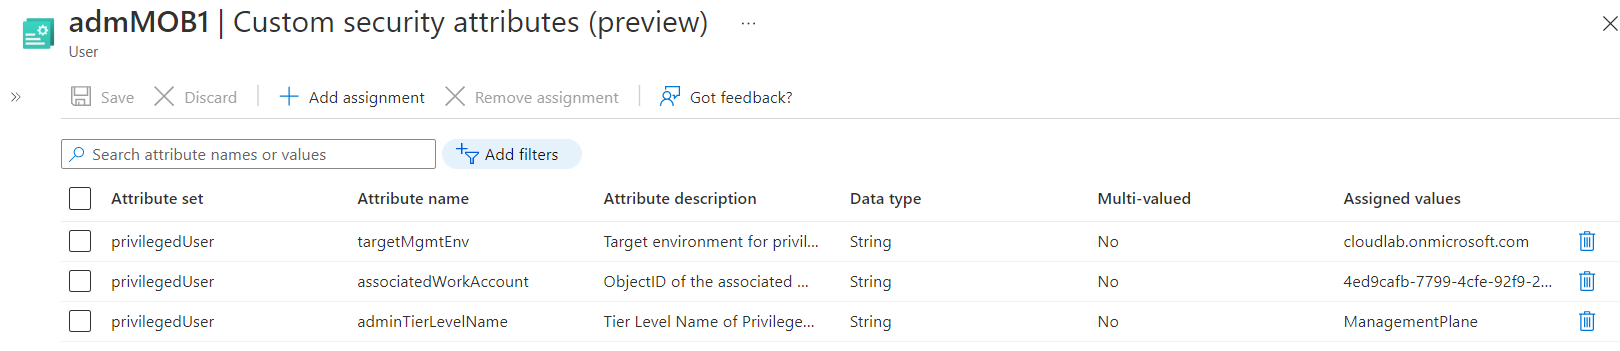 admMOB1 | Custom security attributes (preview) ...
User
» Save Discard Add assignment Remove assignment Got feedback?
Search attribute names or values Add filters
Attribute set Attribute name Attribute description Data type Multi-valued Assigned values
privilegedUser targetMgmtEnv Target environment for privil... String No cloudlab.onmicrosoft.com
privilegedUser associatedWorkAccount ObjectID of the associated ... String No 4ed9cafb-7799-4cfe-92f9-2...
privilegedUser adminTierLevelName Tier Level Name of Privilege... String No ManagementPlane